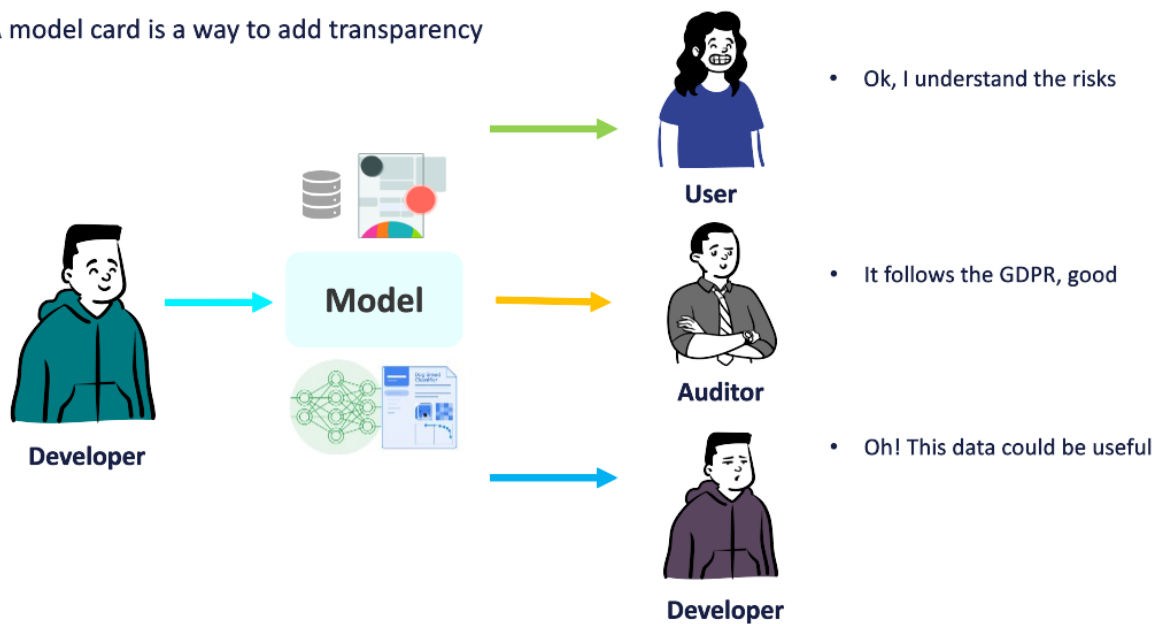 A model card is a way to add transparency
Ok, I understand the risks
User
Model
It follows the GDPR, good
Auditor
Developer
Oh! This data could be useful
Developer